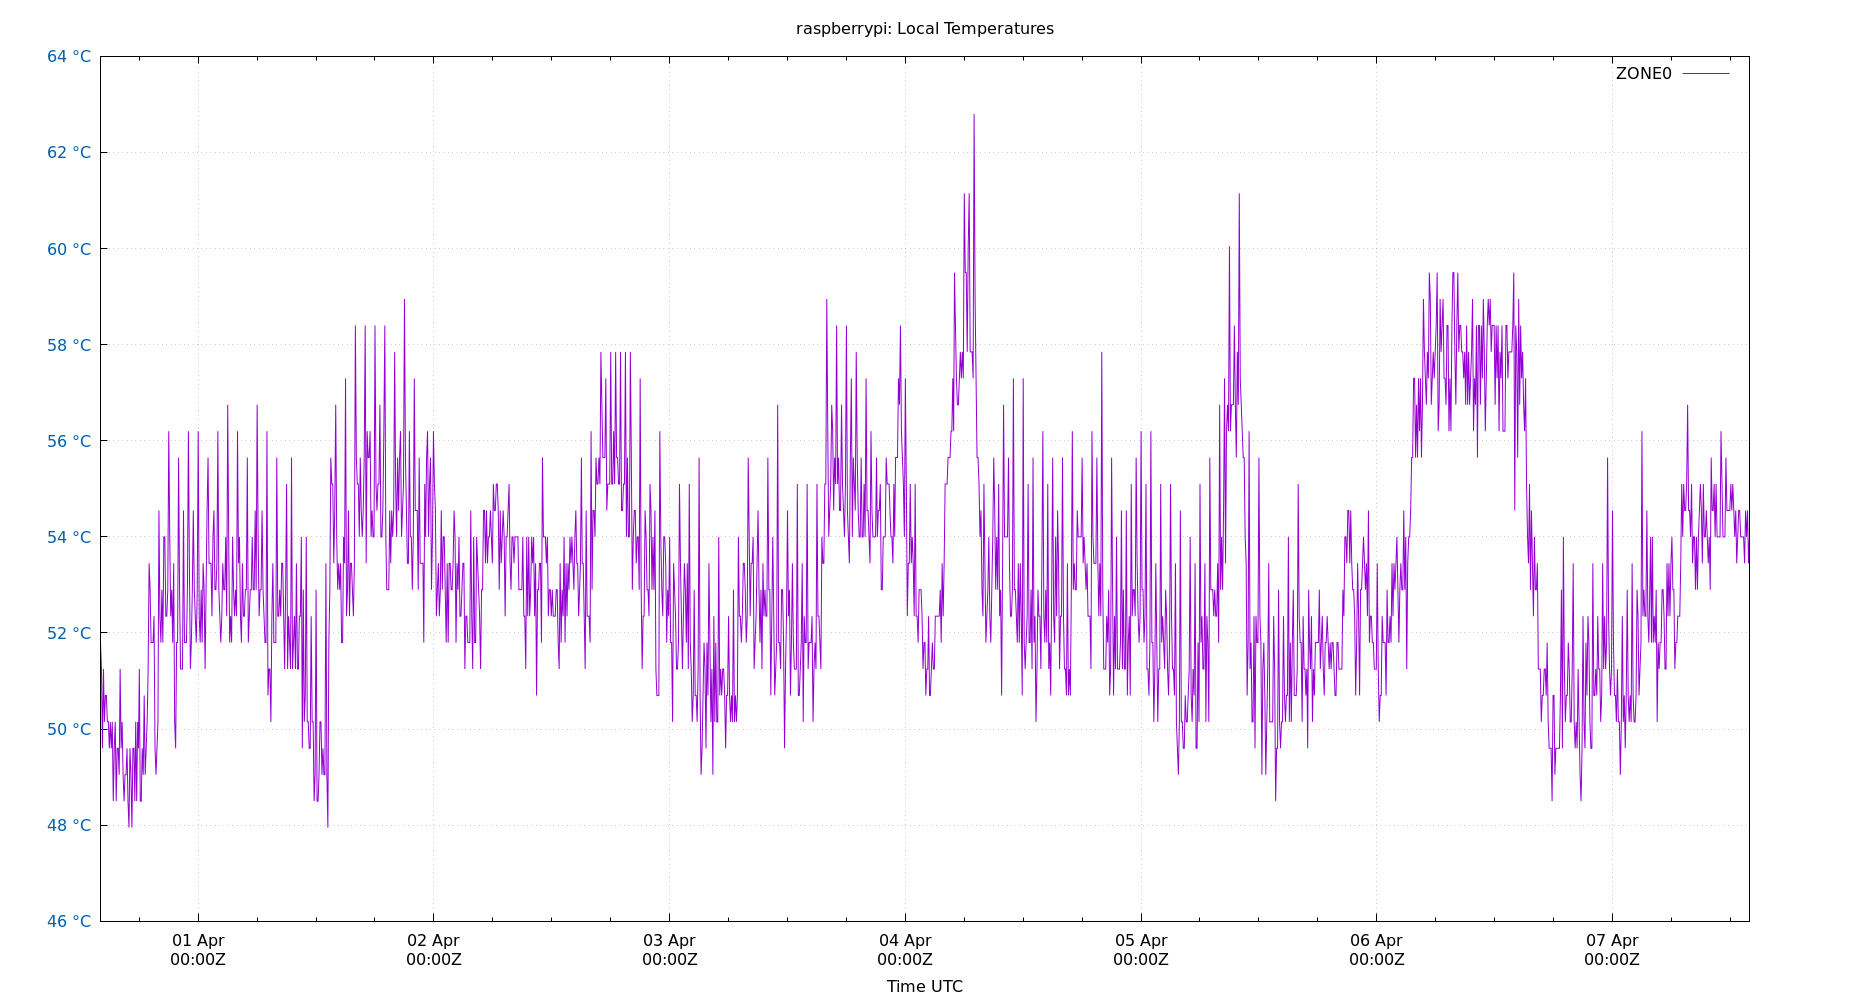 raspberrypi: Local Temperatures
ZONE0
64 °C
62 °C
60 °C
58 °C
56 °C
54 °C
52 °C
50 °C
48 °C
46 °C
01 Apr 02 Apr 03 Apr 04 Apr 05 Apr 06 Apr 07 Apr
00:00Z 00:00Z 00:00Z 00:00Z 00:00Z 00:00Z 00:00Z
Time UTC